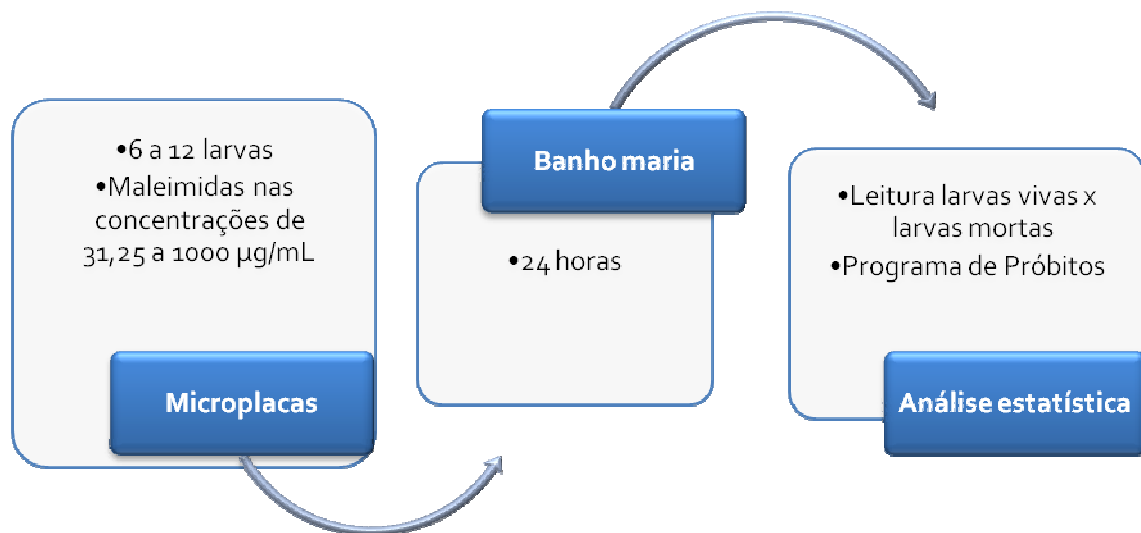 •6 a 12 larvas
•Maleimidas nas
concentrações de
31,25 a 1000 µg/mL
Microplacas
Banho maria
•24 horas
•Leitura larvas vivas x
larvas mortas
•Programa de Próbitos
Análise estatística